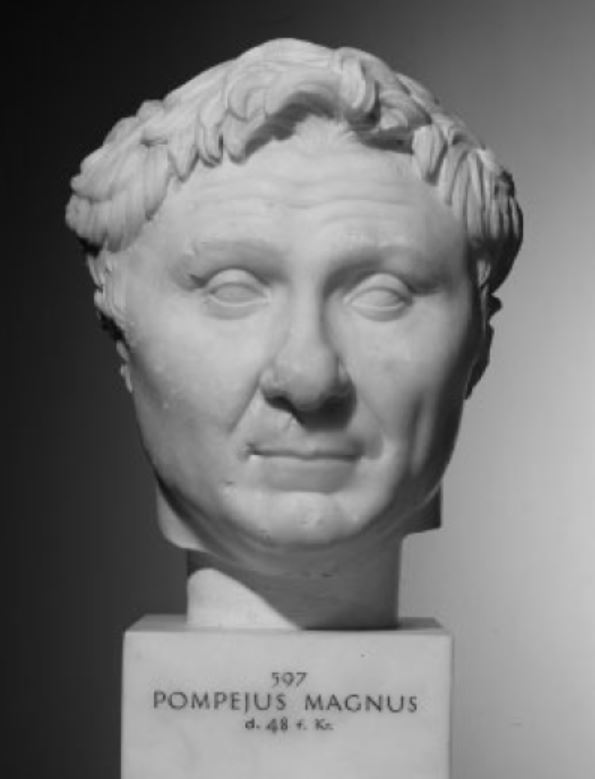 597
POMPEJUS MAGNUS
d. 48 f. Kr.